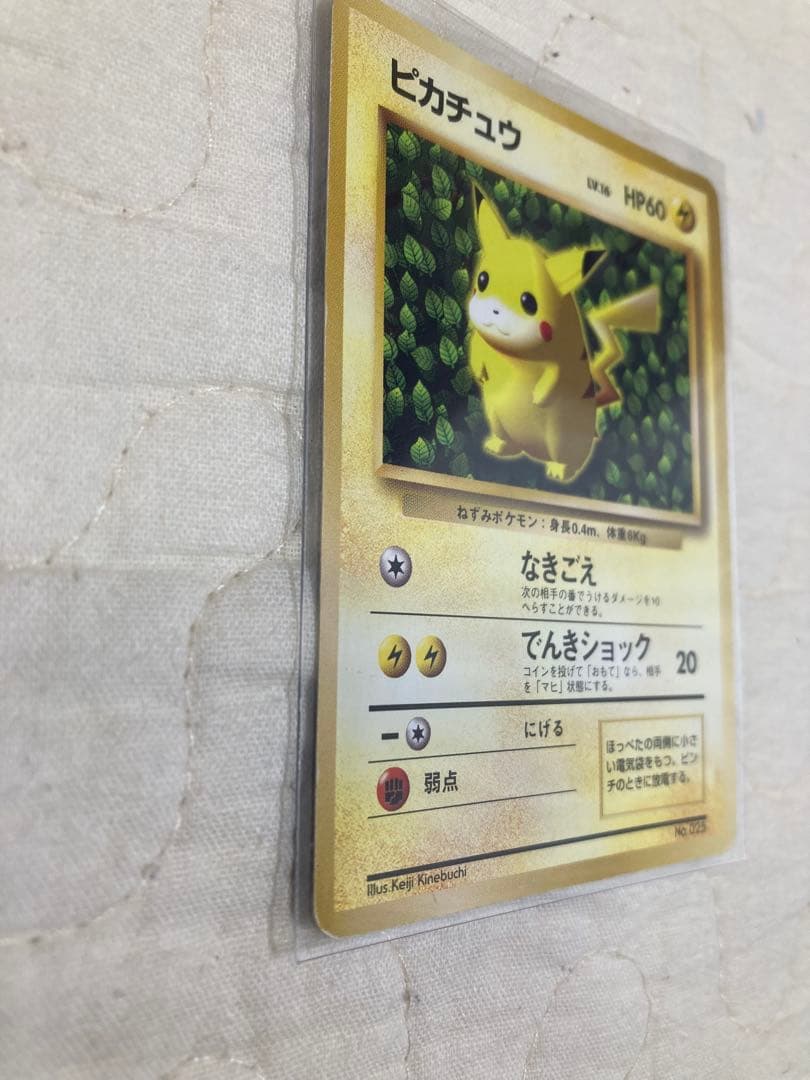 ピカチュウ
LV.16 HP60
ねずみポケモン：身長0.4m、体重6Kg
なきごえ
次の相手の番でうけるダメージを10
へらすことができる。
でんきショック 20
コインを投げて「おもて」なら、相手
を「マヒ」状態にする。
にげる
弱点
ほっぺたの両側に小さ
い電気袋をもつ。ピン
チのときに放電する。
No.025
Illus.Keiji Kinebuchi